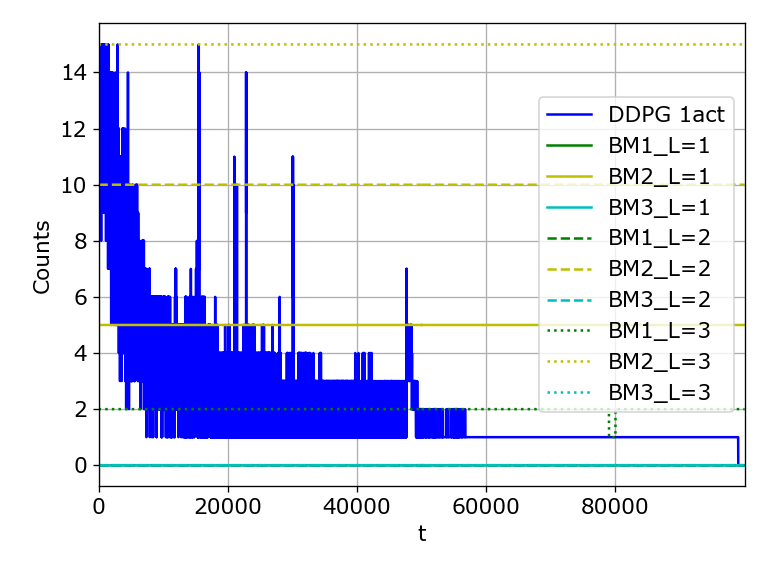 14
12
10
8
6
4
2
0
Counts
DDPG 1act
BM1_L=1
BM2_L=1
BM3_L=1
BM1_L=2
BM2_L=2
BM3_L=2
BM1_L=3
BM2_L=3
BM3_L=3
0 20000 40000 60000 80000
t